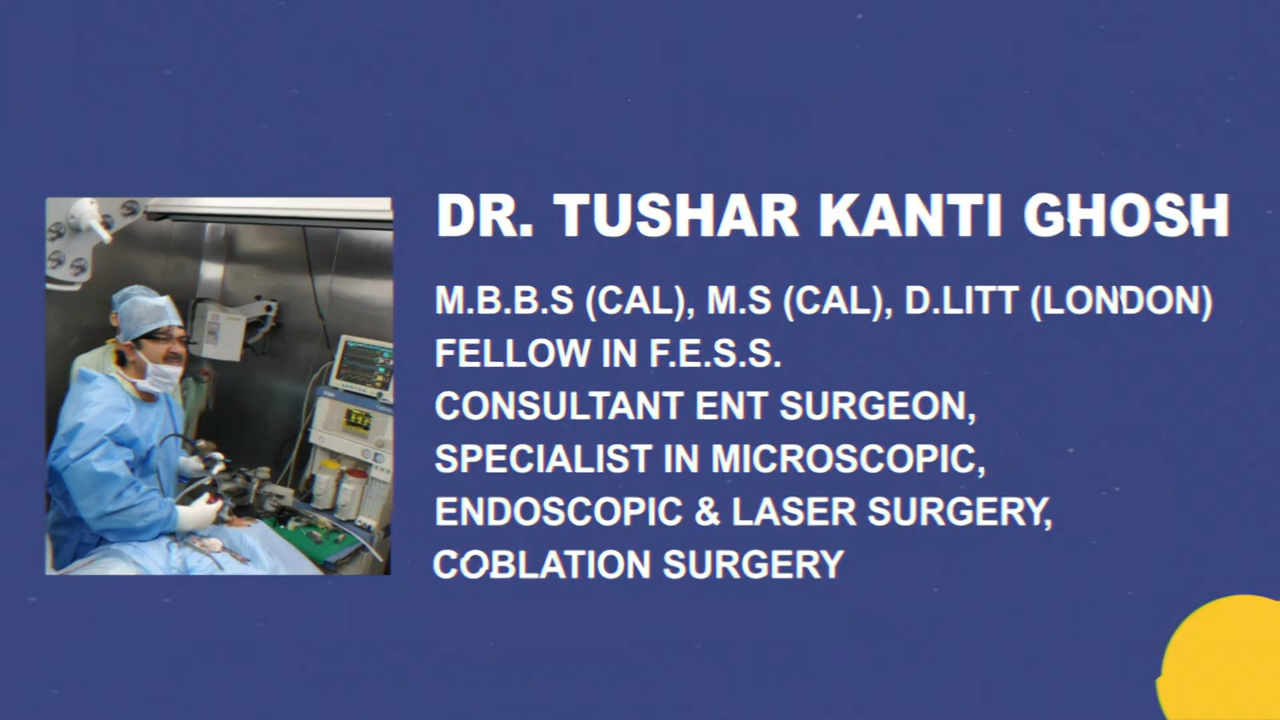 DR. TUSHAR KANTI GHOSH
M.B.B.S (CAL), M.S (CAL), D.LITT (LONDON)
FELLOW IN F.E.S.S.
CONSULTANT ENT SURGEON,
SPECIALIST IN MICROSCOPIC,
ENDOSCOPIC & LASER SURGERY,
COBLATION SURGERY